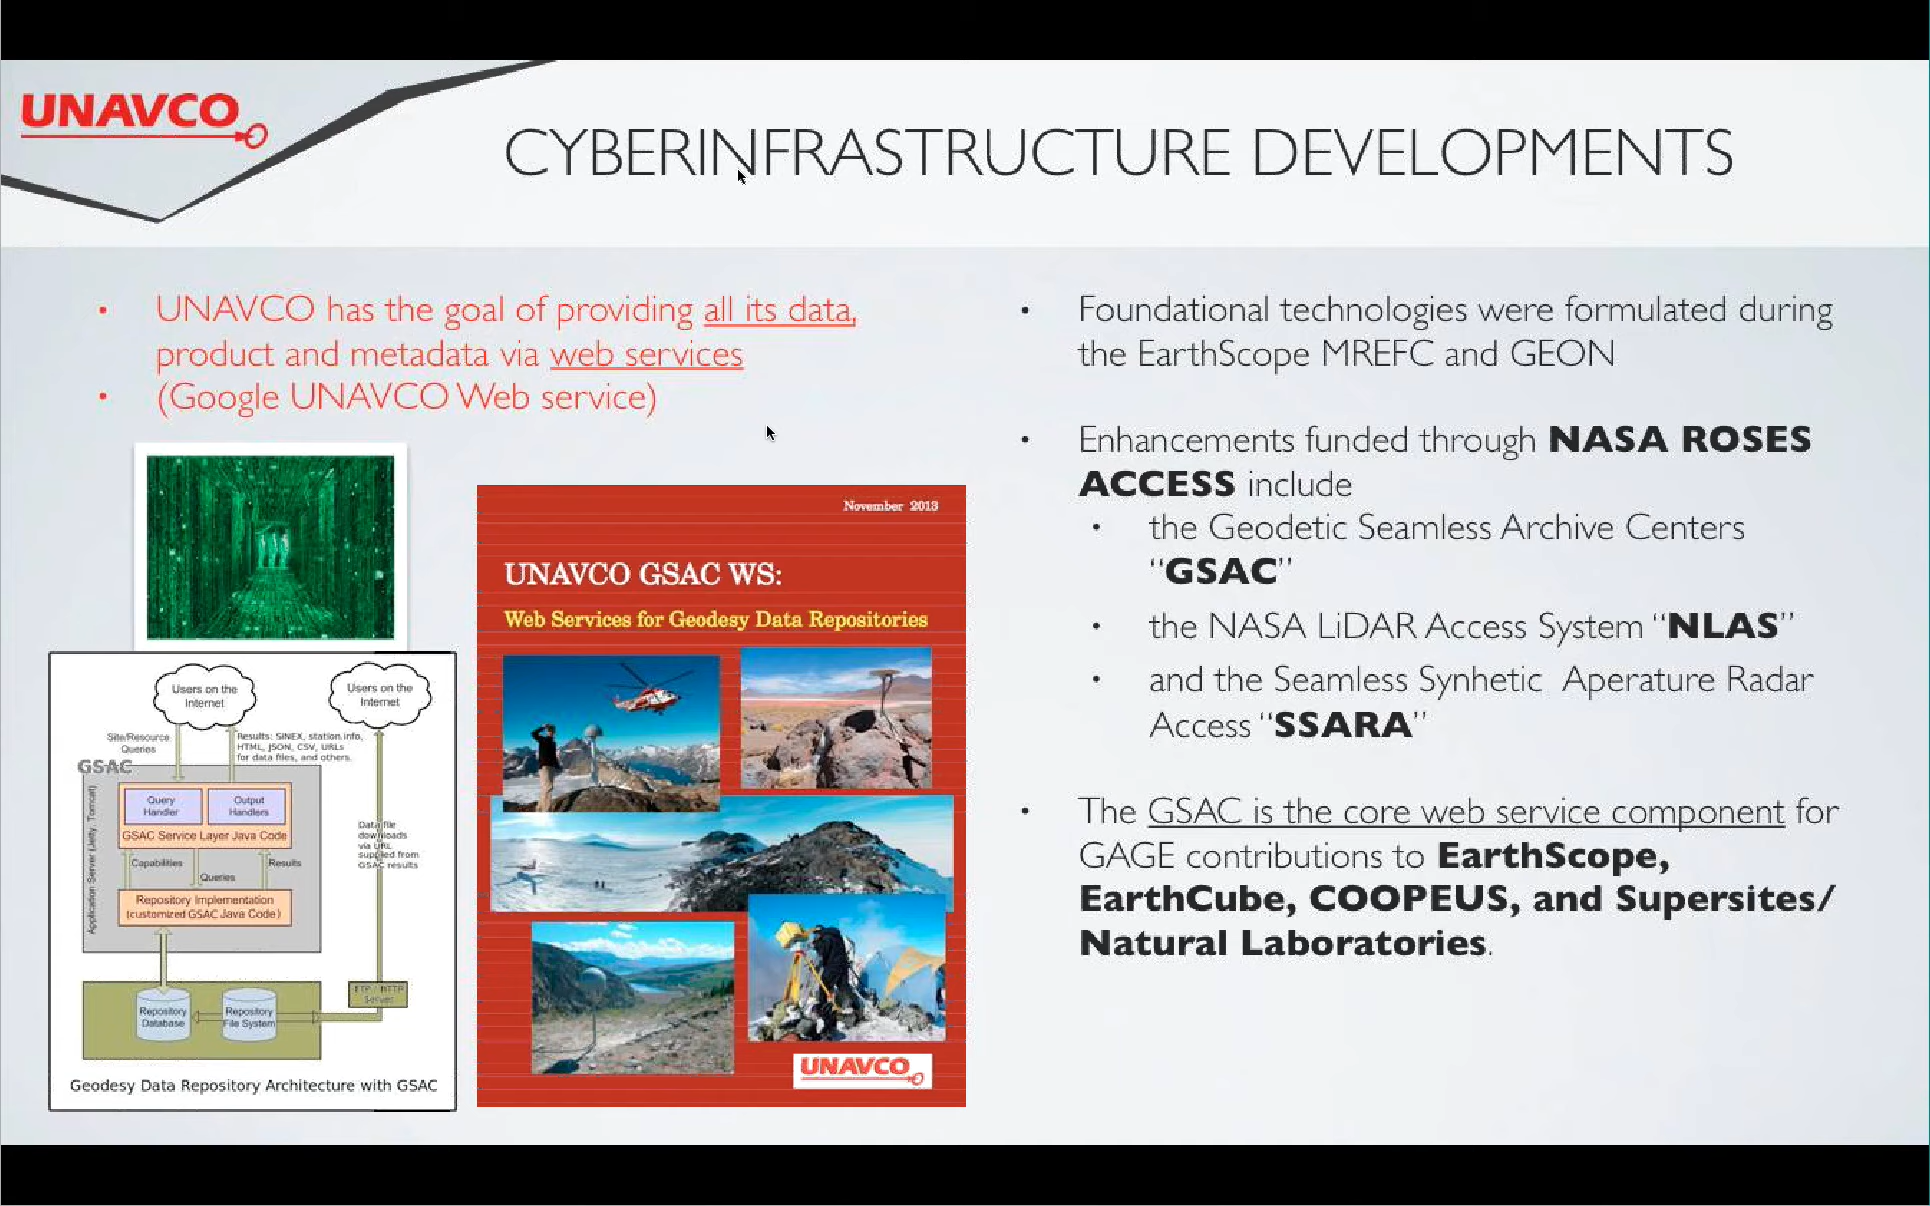 UNAVCO
CYBERINFRASTRUCTURE DEVELOPMENTS
• UNAVCO has the goal of providing all its data,
product and metadata via web services
• (Google UNAVCO Web service)
Users on the
Internet
Users on the
Internet
Site/Resource
Queries
Results: SINEX, station info,
HTML, JSON, CSV, URLs
for data files, and others.
GSAC
Application Server (Jetty, Tomcat)
Query
Handler
Output
Handlers
GSAC Service Layer Java Code
Capabilities
Queries
Results
Repository Implementation
(customized GSAC Java Code)
Data file
downloads
via URL
supplied from
GSAC results
FTP / HTTP
Server
Repository
Database
Repository
File System
Geodesy Data Repository Architecture with GSAC
November 2013
UNAVCO GSAC WS:
Web Services for Geodesy Data Repositories
UNAVCO
• Foundational technologies were formulated during
the EarthScope MREFC and GEON
• Enhancements funded through NASA ROSES
ACCESS include
• the Geodetic Seamless Archive Centers
“GSAC”
• the NASA LiDAR Access System “NLAS”
• and the Seamless Synhetic Aperature Radar
Access “SSARA”
• The GSAC is the core web service component for
GAGE contributions to EarthScope,
EarthCube, COOPEUS, and Supersites/
Natural Laboratories.